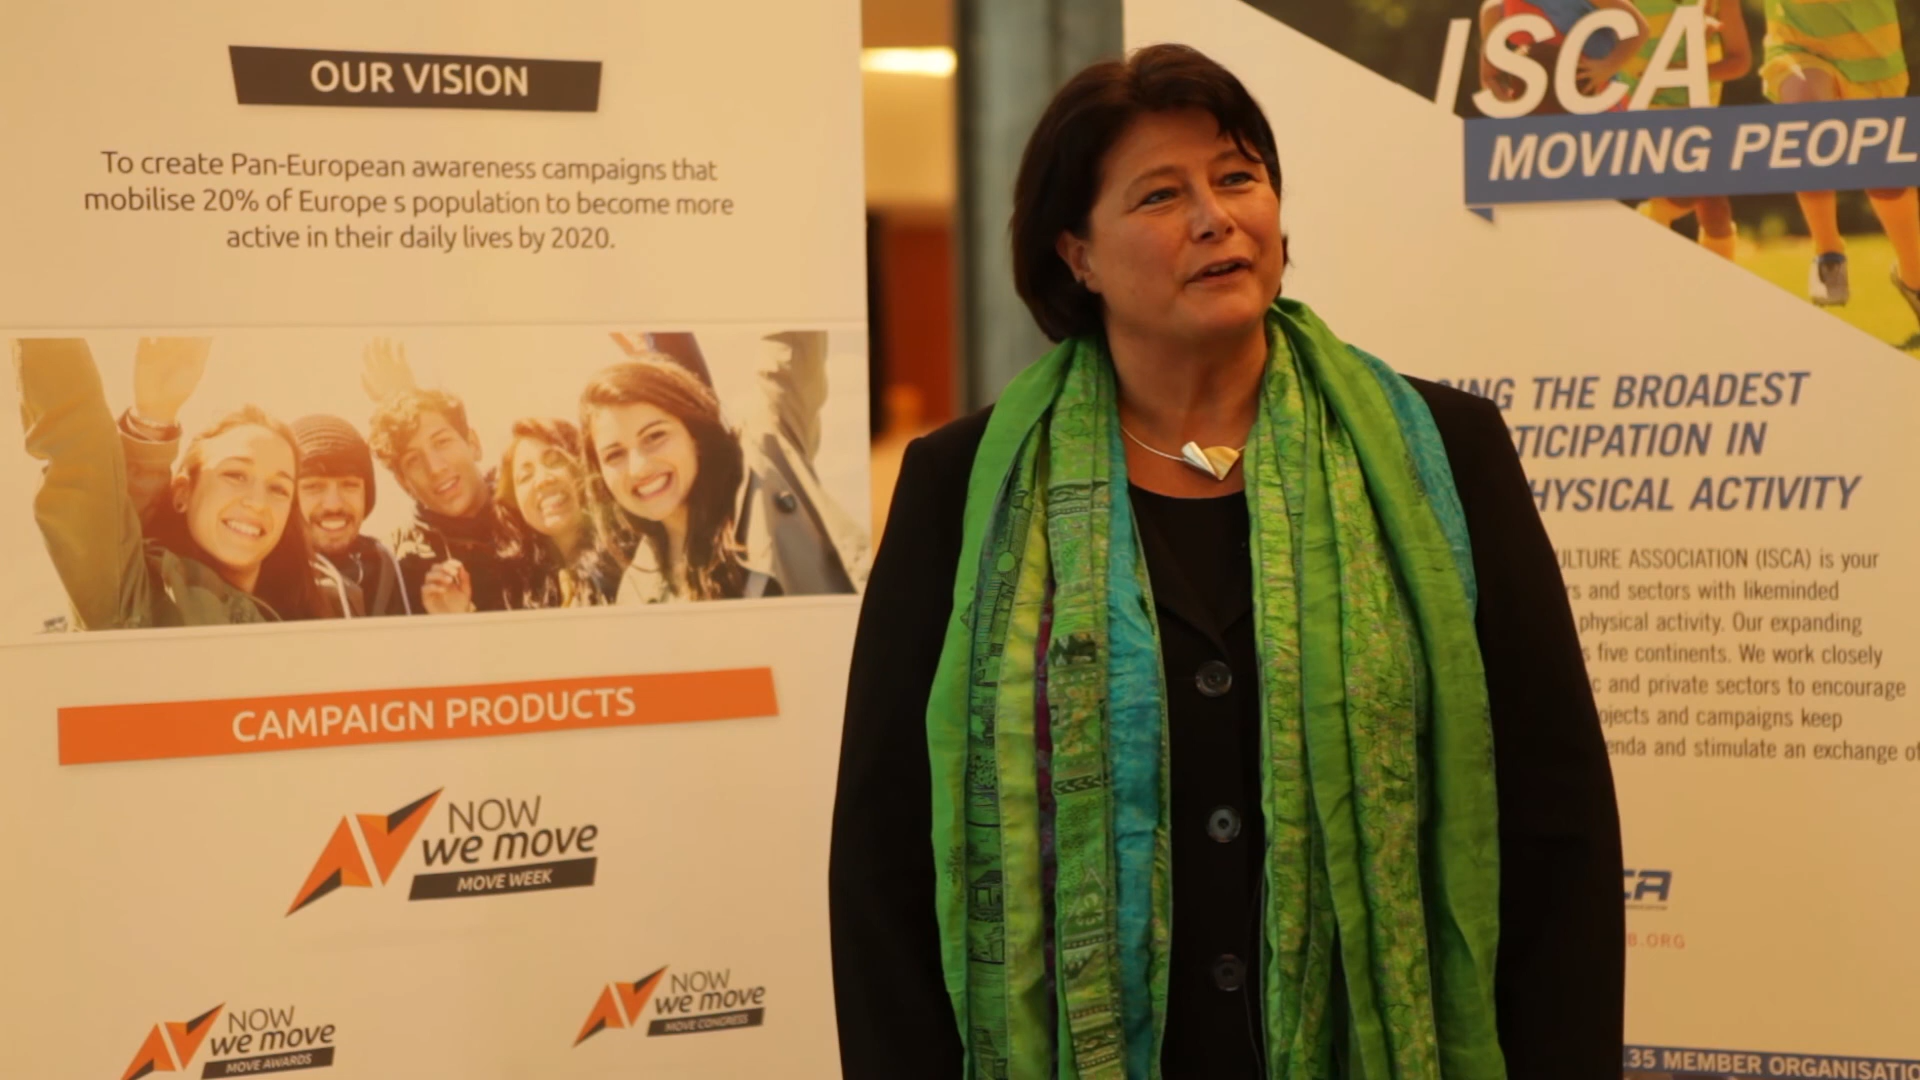 OUR VISION
To create Pan-European awareness campaigns that
mobilise 20% of Europe s population to become more
active in their daily lives by 2020.
CAMPAIGN PRODUCTS
NOW
we move
MOVE WEEK
NOW
we move
MOVE AWARDS
NOW
we move
MOVE CONGRESS
ISCA
MOVING PEOPL
ING THE BROADEST
TICIPATION IN
HYSICAL ACTIVITY
ULTURE ASSOCIATION (ISCA) is your
s and sectors with likeminded
physical activity. Our expanding
s five continents. We work closely
c and private sectors to encourage
ojects and campaigns keep
enda and stimulate an exchange of
CA
B.ORG
35 MEMBER ORGANISATIO